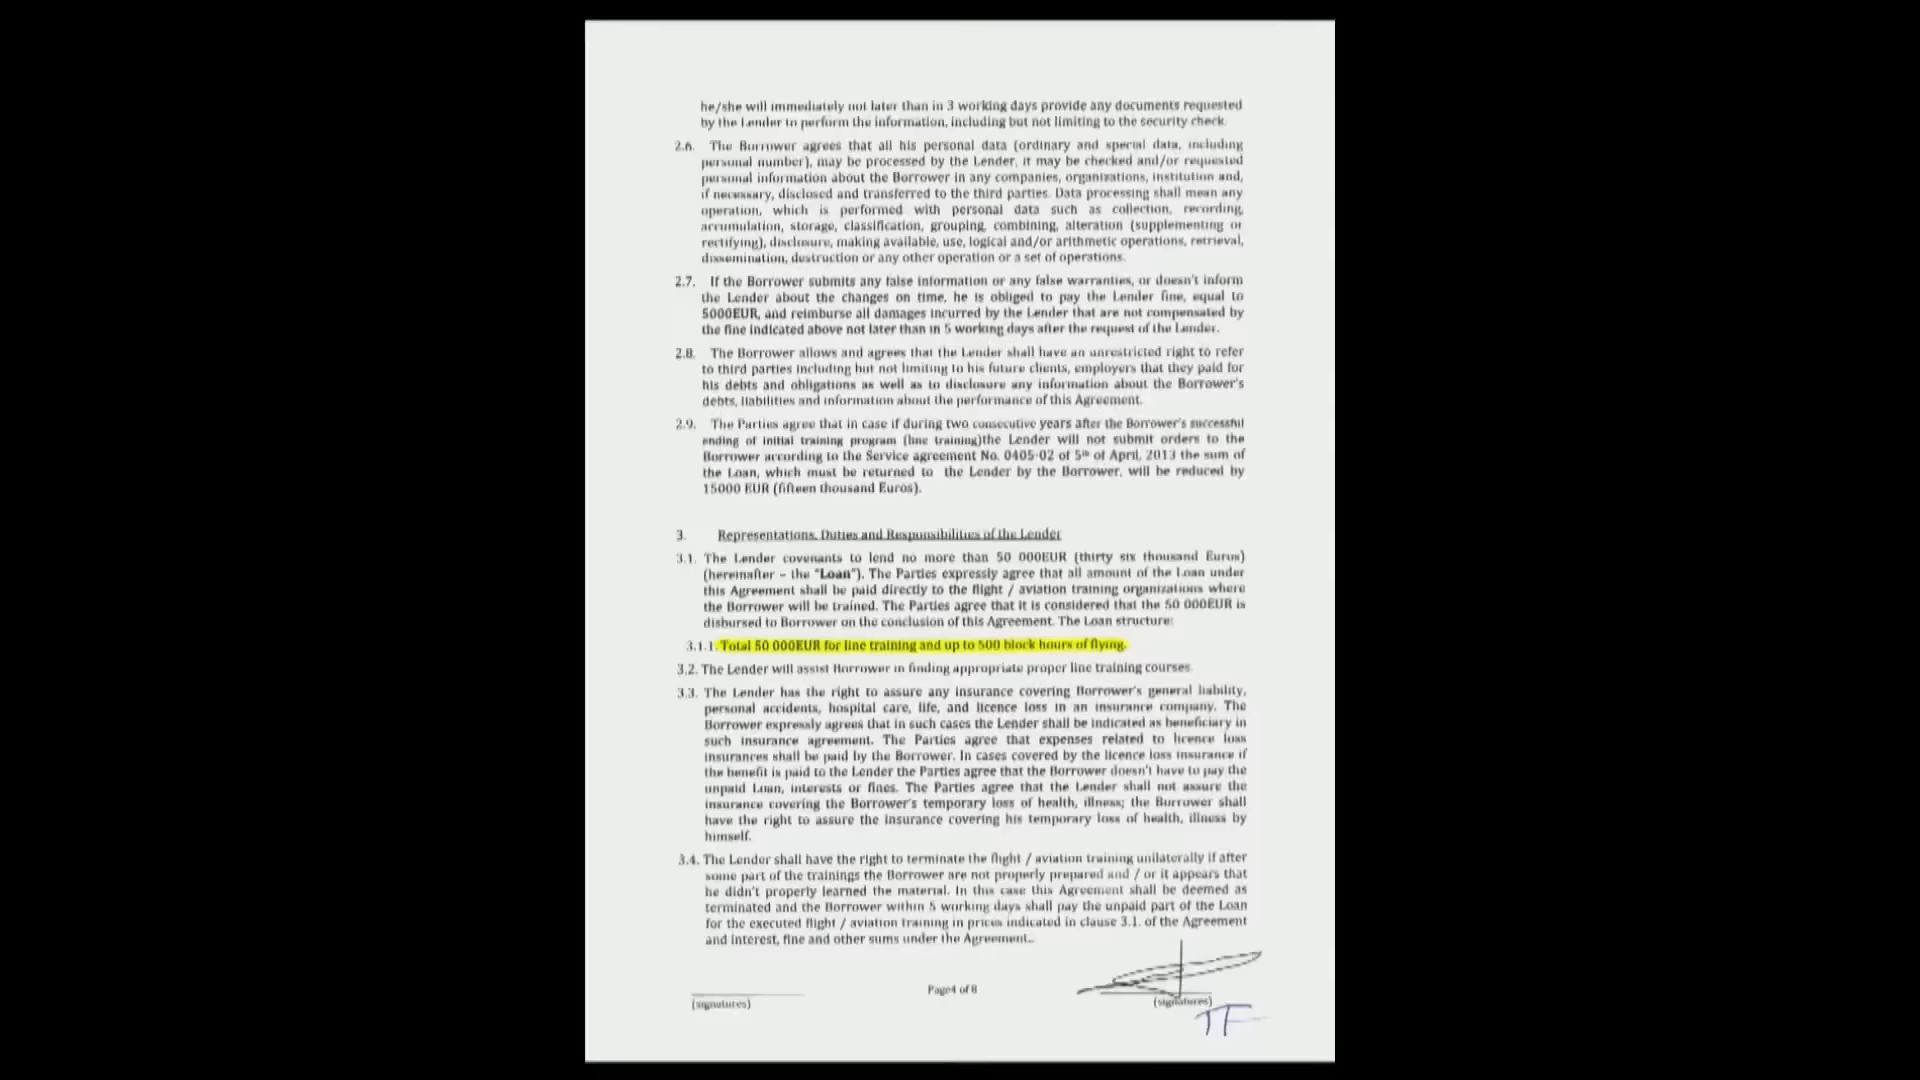 he/she will immediately not later than in 3 working days provide any documents requested
by the Lender to perform the information, including but not limiting to the security check.
2.6. The Borrower agrees that all his personal data (ordinary and special data, including
personal number), may be processed by the Lender, it may be checked and/or requested
personal information about the Borrower in any companies, organizations, institution and,
if necessary, disclosed and transferred to the third parties. Data processing shall mean any
operation, which is performed with personal data such as collection, recording,
accumulation, storage, classification, grouping, combining, alteration (supplementing or
rectifying), disclosure, making available, use, logical and/or arithmetic operations, retrieval,
dissemination, destruction or any other operation or a set of operations.
2.7. If the Borrower submits any false information or any false warranties, or doesn't inform
the Lender about the changes on time, he is obliged to pay the Lender fine, equal to
5000EUR, and reimburse all damages incurred by the Lender that are not compensated by
the fine indicated above not later than in 5 working days after the request of the Lender.
2.8. The Borrower allows and agrees that the Lender shall have an unrestricted right to refer
to third parties including but not limiting to his future clients, employers that they paid for
his debts and obligations as well as to disclosure any information about the Borrower's
debts, liabilities and information about the performance of this Agreement.
2.9. The Parties agree that in case if during two consecutive years after the Borrower's successful
ending of initial training program (line training)the Lender will not submit orders to the
Borrower according to the Service agreement No. 0405-02 of 5th of April, 2013 the sum of
the Loan, which must be returned to the Lender by the Borrower, will be reduced by
15000 EUR (fifteen thousand Euros).
3. Representations, Duties and Responsibilities of the Lender
3.1. The Lender covenants to lend no more than 50 000EUR (thirty six thousand Euros)
(hereinafter – the "Loan"). The Parties expressly agree that all amount of the Loan under
this Agreement shall be paid directly to the flight / aviation training organizations where
the Borrower will be trained. The Parties agree that it is considered that the 50 000EUR is
disbursed to Borrower on the conclusion of this Agreement. The Loan structure:
3.1.1. Total 50 000EUR for line training and up to 500 block hours of flying.
3.2. The Lender will assist Borrower in finding appropriate proper line training courses.
3.3. The Lender has the right to assure any insurance covering Borrower's general liability,
personal accidents, hospital care, life, and licence loss in an insurance company. The
Borrower expressly agrees that in such cases the Lender shall be indicated as beneficiary in
such insurance agreement. The Parties agree that expenses related to licence loss
insurances shall be paid by the Borrower. In cases covered by the licence loss insurance if
the benefit is paid to the Lender the Parties agree that the Borrower doesn't have to pay the
unpaid Loan, interests or fines. The Parties agree that the Lender shall not assure the
insurance covering the Borrower's temporary loss of health, illness; the Borrower shall
have the right to assure the insurance covering his temporary loss of health, illness by
himself.
3.4. The Lender shall have the right to terminate the flight / aviation training unilaterally if after
some part of the trainings the Borrower are not properly prepared and / or it appears that
he didn't properly learned the material. In this case this Agreement shall be deemed as
terminated and the Borrower within 5 working days shall pay the unpaid part of the Loan
for the executed flight / aviation training in prices indicated in clause 3.1. of the Agreement
and interest, fine and other sums under the Agreement..
(signatures)
Page4 of 8
(signatures)
TF